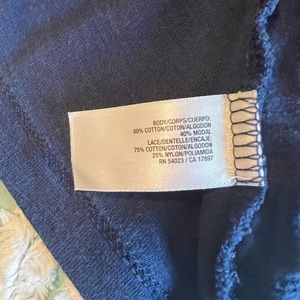 BODY/CORPS/CUERPO:
60% COTTON/COTON/ALGODON
40% MODAL
LACE/DENTELLE/ENCAJE:
75% COTTON/COTON/ALGODON
25% NYLON/POLIAMIDA
RN 54023 / CA 17897